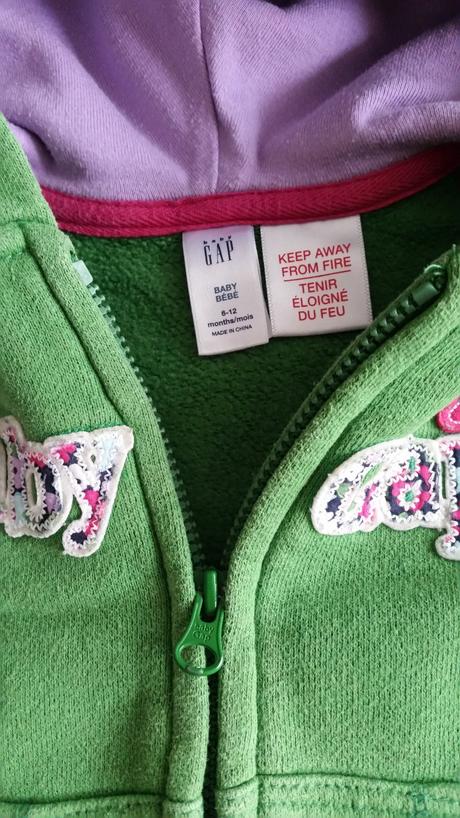 baby
GAP
BABY
BÉBÉ
6-12
months/mois
MADE IN CHINA
KEEP AWAY
FROM FIRE
TENIR
ÉLOIGNÉ
DU FEU
by
Gap